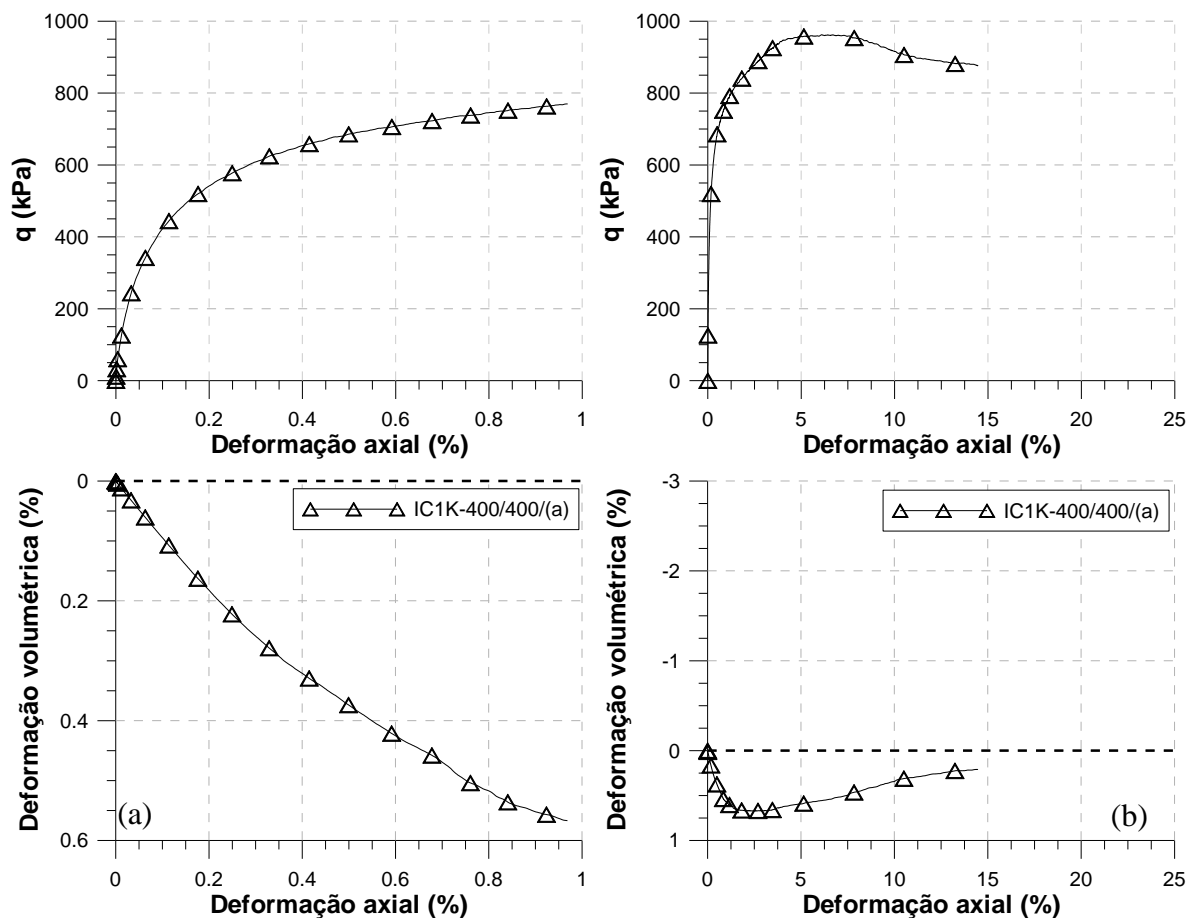 1000
800
600
400
200
0
q (kPa)
0 0.2 0.4 0.6 0.8 1
Deformação axial (%)
1000
800
600
400
200
0
q (kPa)
0 5 10 15 20 25
Deformação axial (%)
0
0.2
0.4
0.6
Deformação volumétrica (%)
IC1K-400/400/(a)
(a)
0 0.2 0.4 0.6 0.8 1
Deformação axial (%)
-3
-2
-1
0
1
Deformação volumétrica (%)
IC1K-400/400/(a)
(b)
0 5 10 15 20 25
Deformação axial (%)